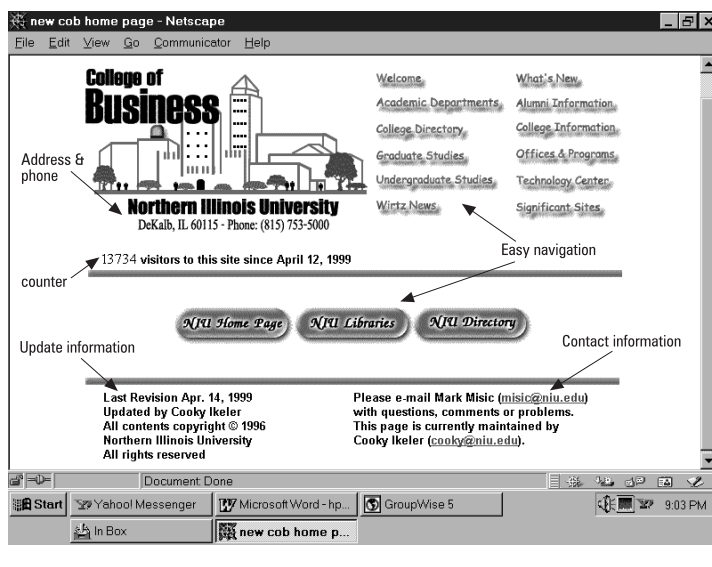 new cob home page - Netscape
File Edit View Go Communicator Help
College of
Business
Northern Illinois University
DeKalb, IL 60115 - Phone: (815) 753-5000
Address &
phone
Welcome
What's New
Academic Departments
Alumni Information
College Directory
College Information
Graduate Studies
Offices & Programs
Undergraduate Studies
Technology Center
Wirtz News
Significant Sites
Easy navigation
13734 visitors to this site since April 12, 1999
counter
NIU Home Page
NIU Libraries
NIU Directory
Update information
Contact information
Last Revision Apr. 14, 1999
Updated by Cooky Ikeler
All contents copyright © 1996
Northern Illinois University
All rights reserved
Please e-mail Mark Misic (misic@niu.edu)
with questions, comments or problems.
This page is currently maintained by
Cooky Ikeler (cooky@niu.edu).
Document: Done
Start
Yahoo! Messenger
Microsoft Word - hp...
GroupWise 5
9:03 PM
In Box
new cob home p...